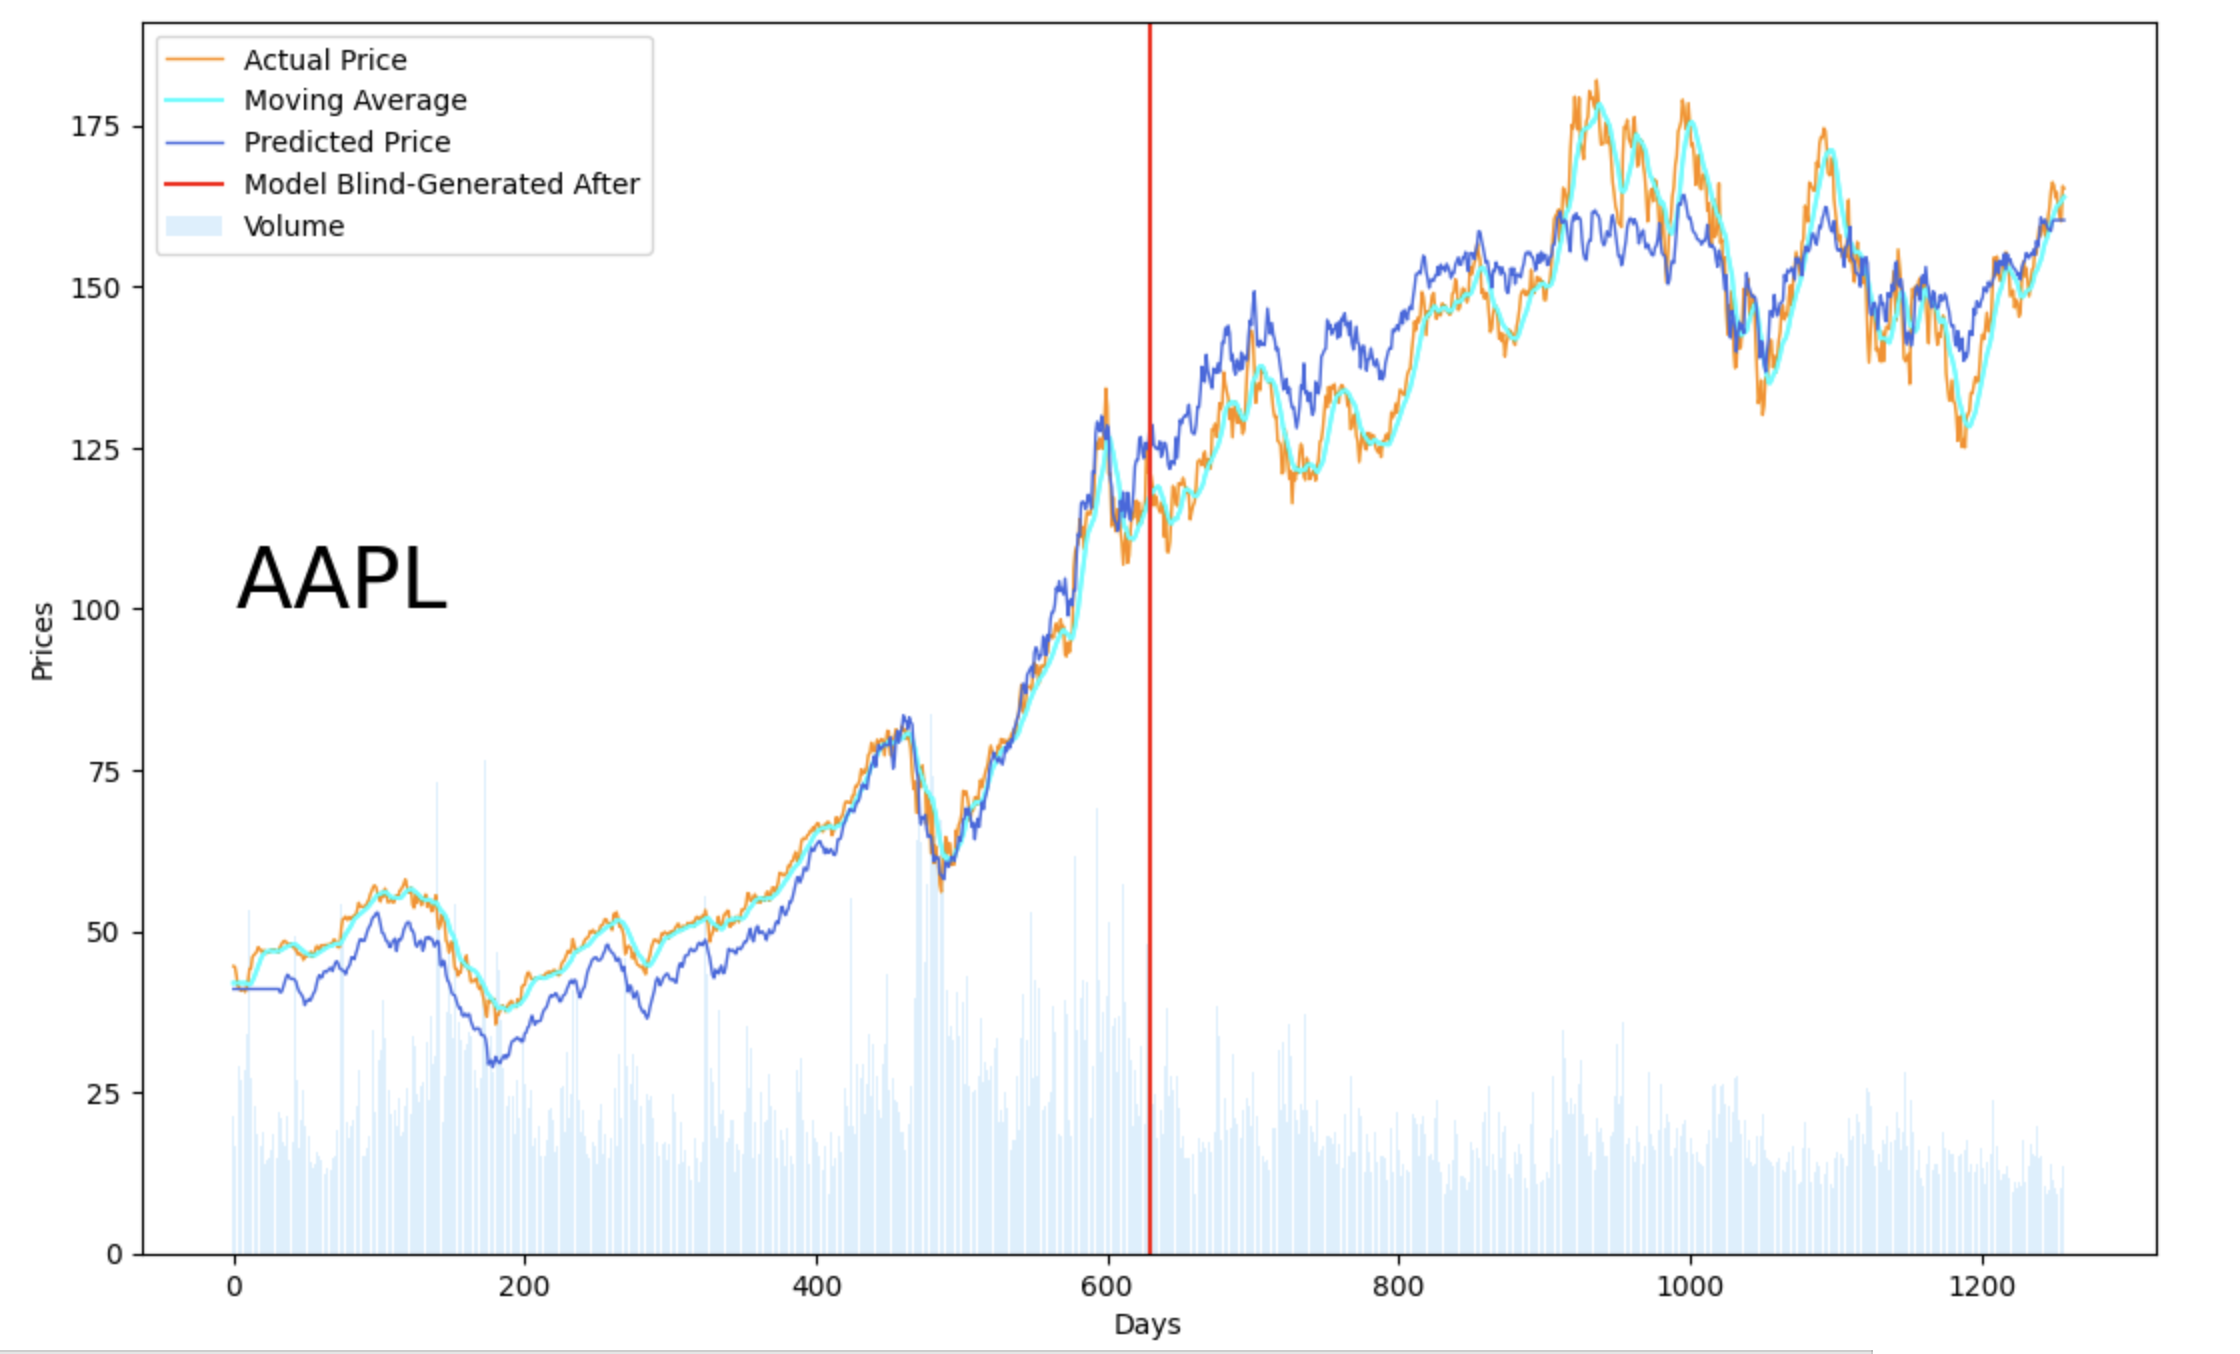 Actual Price
Moving Average
Predicted Price
Model Blind-Generated After
Volume
175
150
125
AAPL
100
75
50
25
0
Prices
0 200 400 600 800 1000 1200
Days